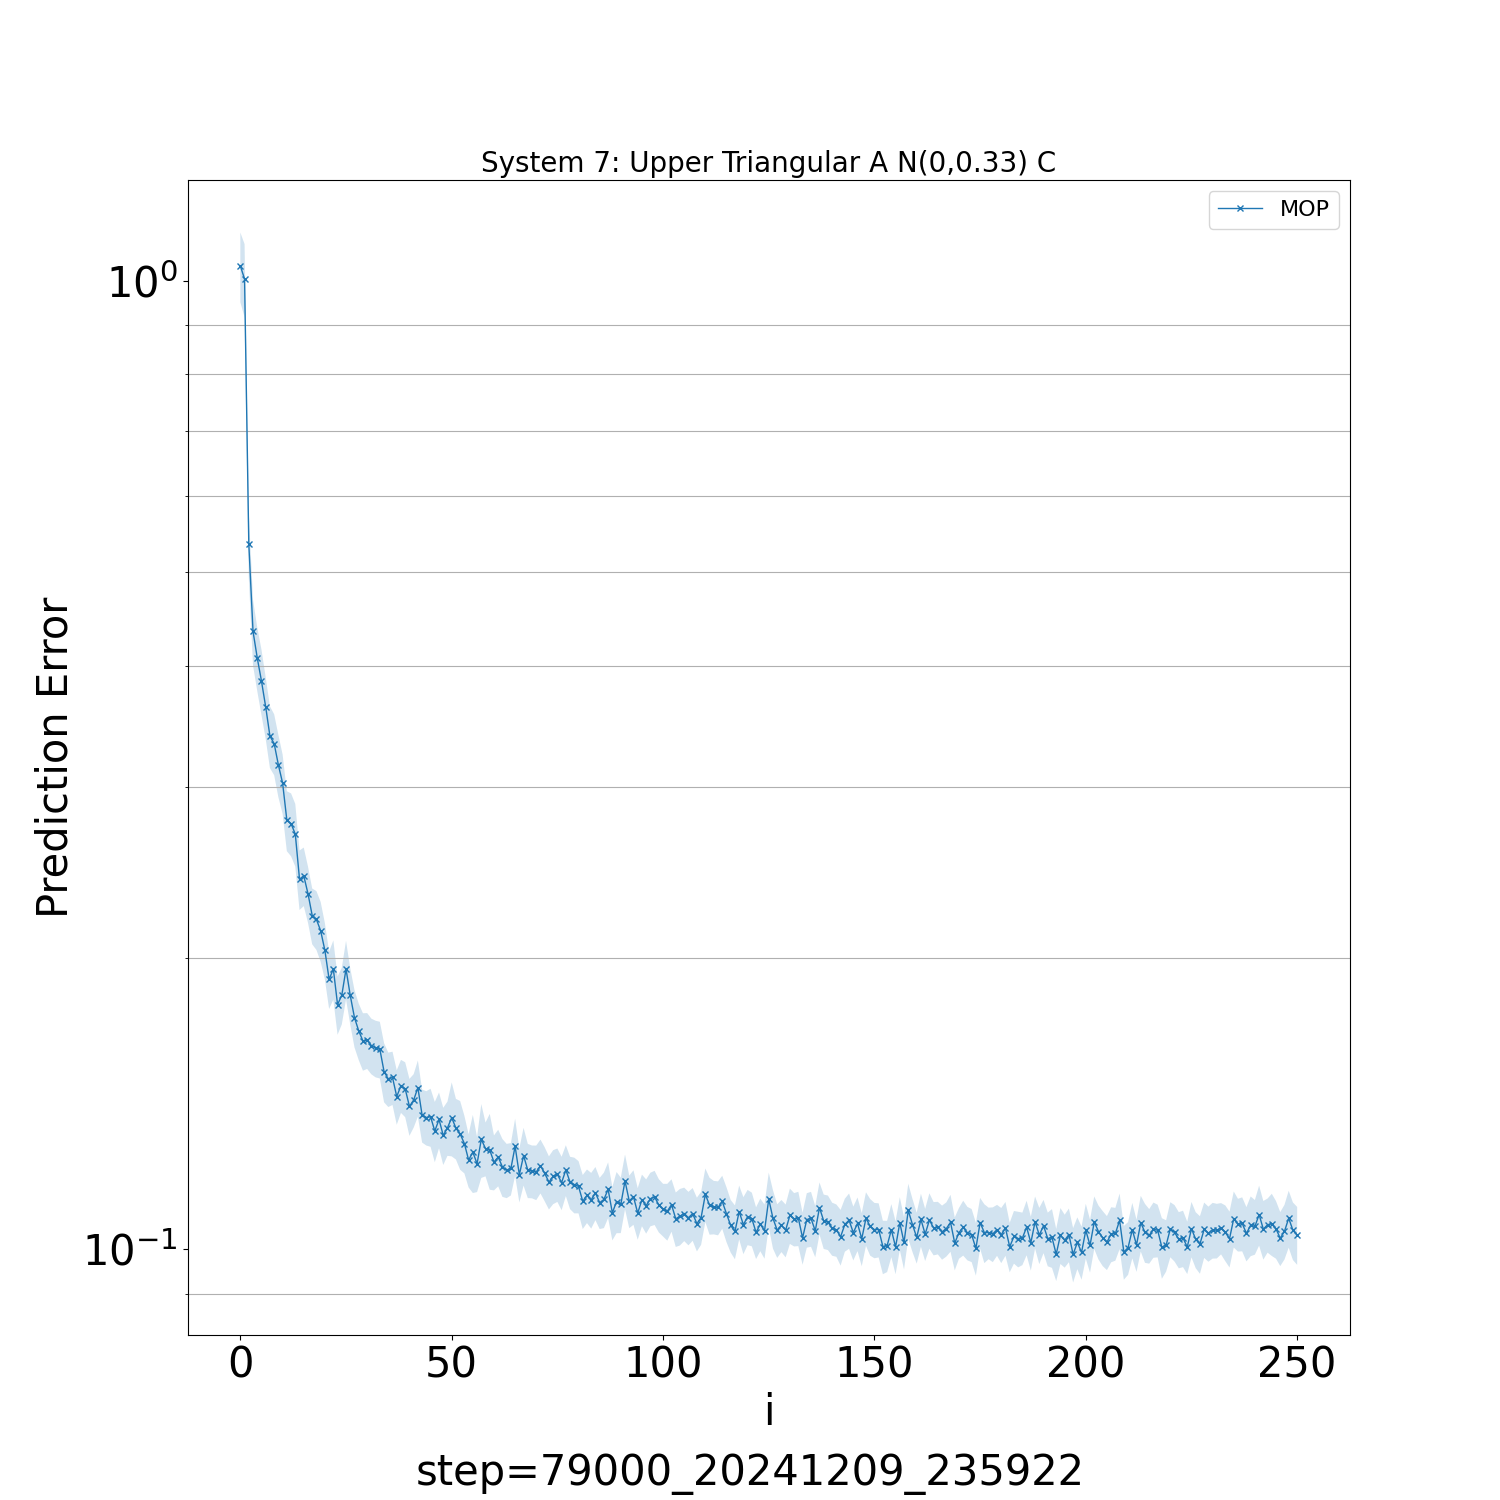 System 7: Upper Triangular A N(0,0.33) C
MOP
10⁰
10⁻¹
Prediction Error
0 50 100 150 200 250
i
step=79000_20241209_235922